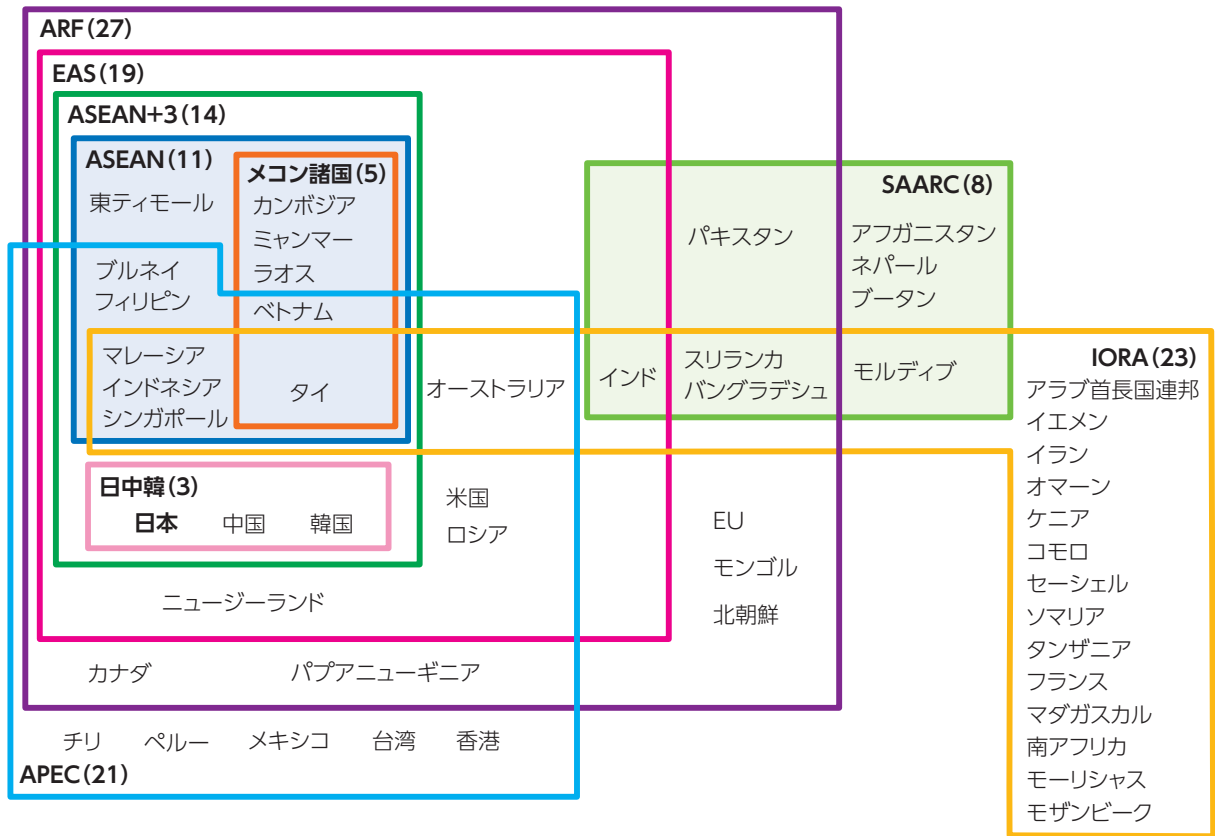 ARF(27)
EAS(19)
ASEAN+3(14)
ASEAN(11)
東ティモール
ブルネイ
フィリピン
マレーシア
インドネシア
シンガポール
メコン諸国(5)
カンボジア
ミャンマー
ラオス
ベトナム
タイ
日中韓(3)
日本 中国 韓国
オーストラリア
米国
ロシア
ニュージーランド
カナダ パプアニューギニア
チリ ペルー メキシコ 台湾 香港
APEC(21)
SAARC(8)
パキスタン
アフガニスタン
ネパール
ブータン
インド
スリランカ
バングラデシュ
モルディブ
EU
モンゴル
北朝鮮
IORA(23)
アラブ首長国連邦
イエメン
イラン
オマーン
ケニア
コモロ
セーシェル
ソマリア
タンザニア
フランス
マダガスカル
南アフリカ
モーリシャス
モザンビーク